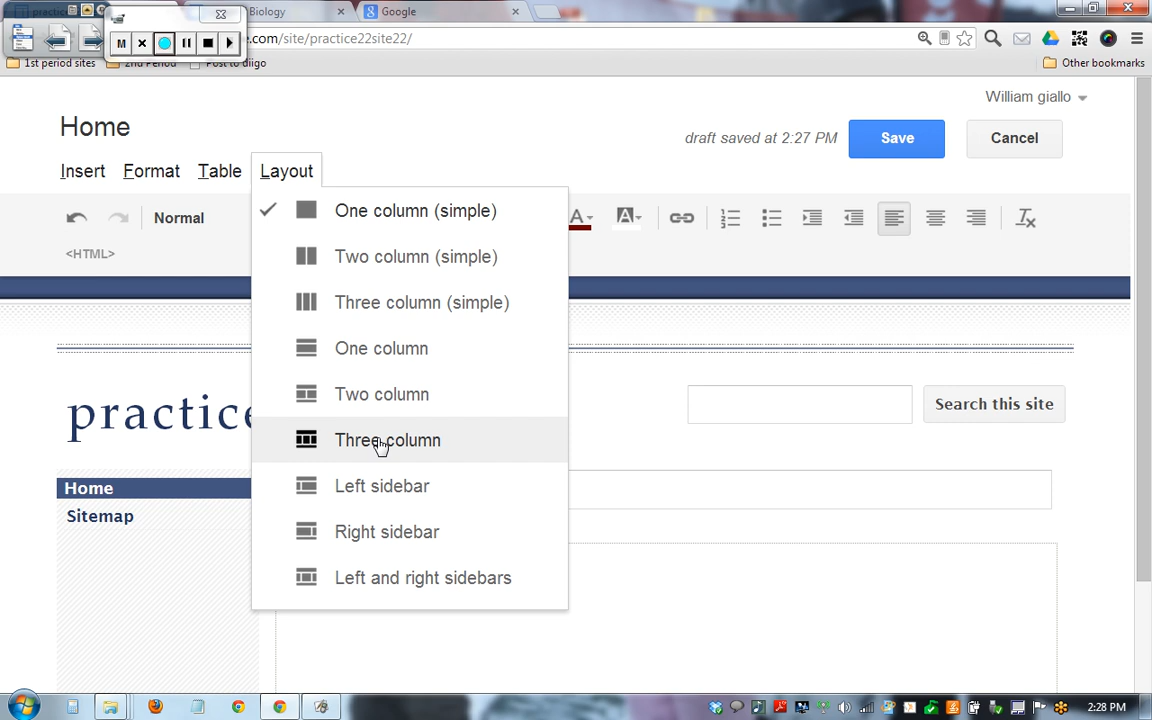 practice
Biology
Google
M
.com/site/practice22site22/
1st period sites
2nd Period
Post to diigo
Other bookmarks
William giallo
Home
draft saved at 2:27 PM
Save
Cancel
Insert Format Table Layout
Normal
<HTML>
One column (simple)
Two column (simple)
Three column (simple)
One column
Two column
Three column
Left sidebar
Right sidebar
Left and right sidebars
practice
Search this site
Home
Sitemap
2:28 PM